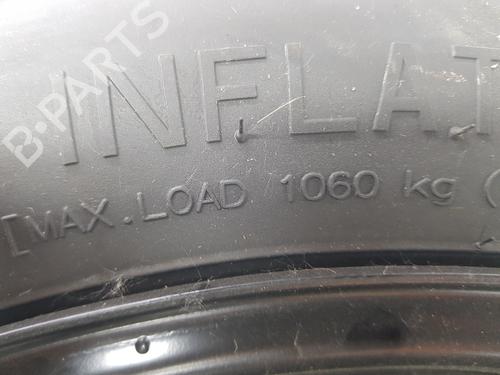 INFLAT
[MAX.LOAD 1060 kg (
B-PARTS